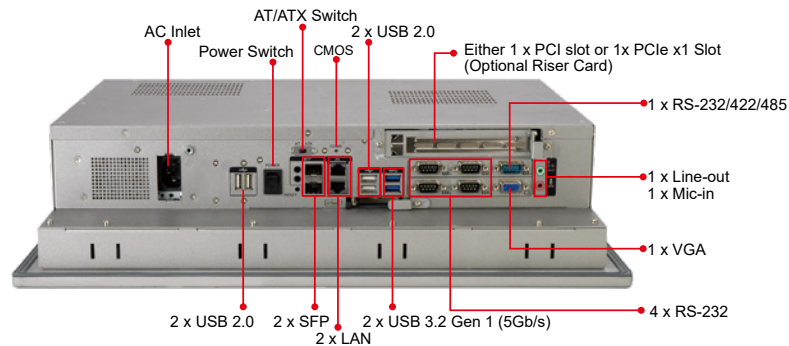 AT/ATX Switch
AC Inlet
2 x USB 2.0
Power Switch
CMOS
Either 1 x PCI slot or 1x PCIe x1 Slot
(Optional Riser Card)
1 x RS-232/422/485
1 x Line-out
1 x Mic-in
1 x VGA
4 x RS-232
2 x USB 2.0
2 x SFP
2 x USB 3.2 Gen 1 (5Gb/s)
2 x LAN
POWER